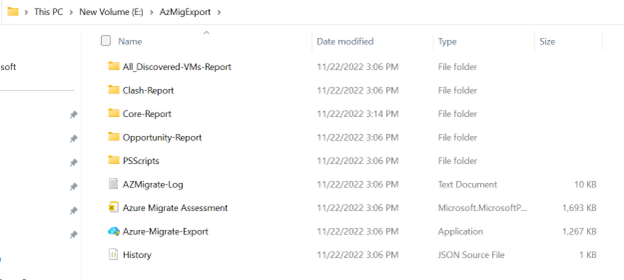 This PC > New Volume (E:) > AzMigExport >
Name Date modified Type Size
soft
All_Discovered-VMs-Report 11/22/2022 3:06 PM File folder
Clash-Report 11/22/2022 3:06 PM File folder
Core-Report 11/22/2022 3:14 PM File folder
Opportunity-Report 11/22/2022 3:06 PM File folder
PSScripts 11/22/2022 3:06 PM File folder
AZMigrate-Log 11/22/2022 3:06 PM Text Document 10 KB
Azure Migrate Assessment 11/22/2022 3:06 PM Microsoft.MicrosoftP... 1,693 KB
Azure-Migrate-Export 11/22/2022 3:06 PM Application 1,267 KB
History 11/22/2022 3:06 PM JSON Source File 1 KB